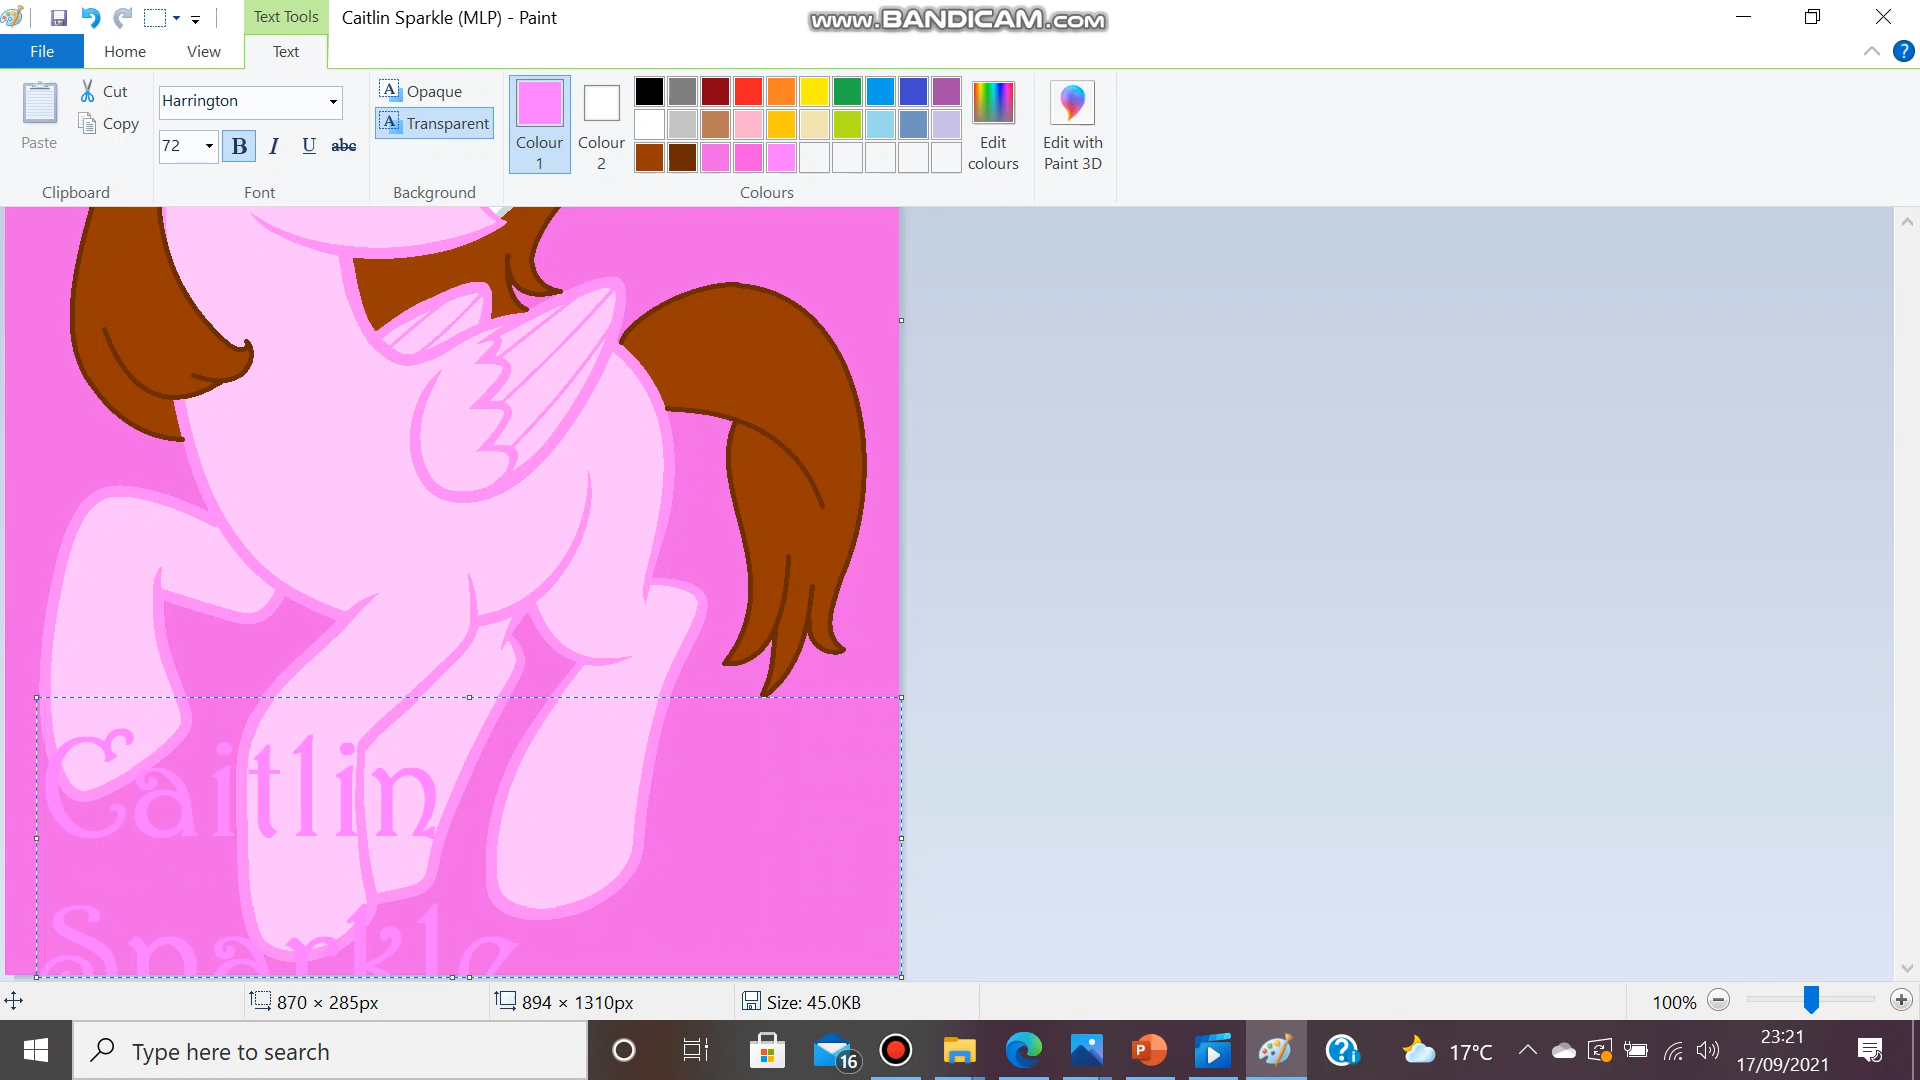 Text Tools
Caitlin Sparkle (MLP) - Paint
www.BANDICAM.com
File
Home
View
Text
Paste
Cut
Copy
Clipboard
Harrington
72
B
I
U
abc
Font
A Opaque
A Transparent
Background
Colour
1
Colour
2
Edit
colours
Colours
Edit with
Paint 3D
Caitlin
Sparkle
870 × 285px
894 × 1310px
Size: 45.0KB
100%
Type here to search
16
P
17°C
23:21
17/09/2021